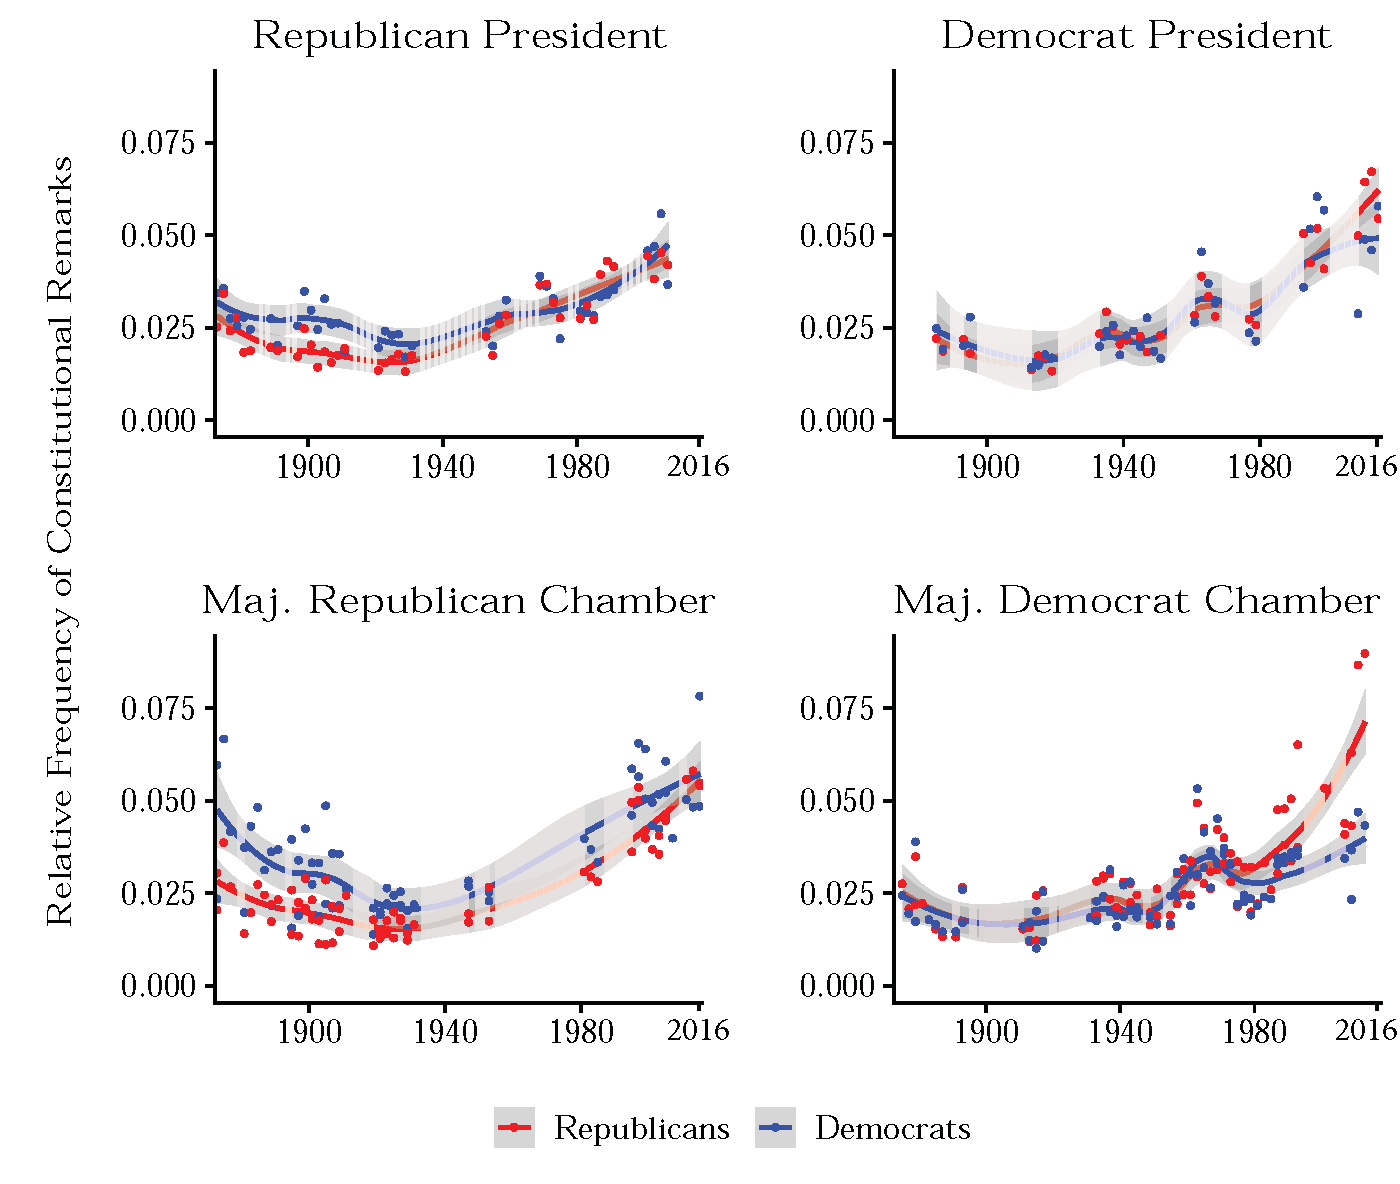 Republican President
Democrat President
Relative Frequency of Constitutional Remarks
0.075
0.050
0.025
0.000
1900 1940 1980 2016
0.075
0.050
0.025
0.000
1900 1940 1980 2016
Maj. Republican Chamber
Maj. Democrat Chamber
0.075
0.050
0.025
0.000
1900 1940 1980 2016
0.075
0.050
0.025
0.000
1900 1940 1980 2016
Republicans Democrats